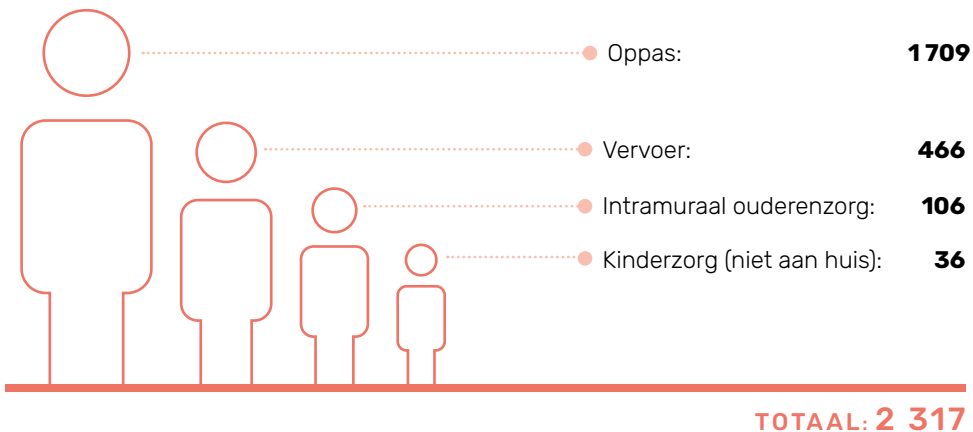 Oppas: 1 709
Vervoer: 466
Intramuraal ouderenzorg: 106
Kinderzorg (niet aan huis): 36
TOTAAL: 2 317